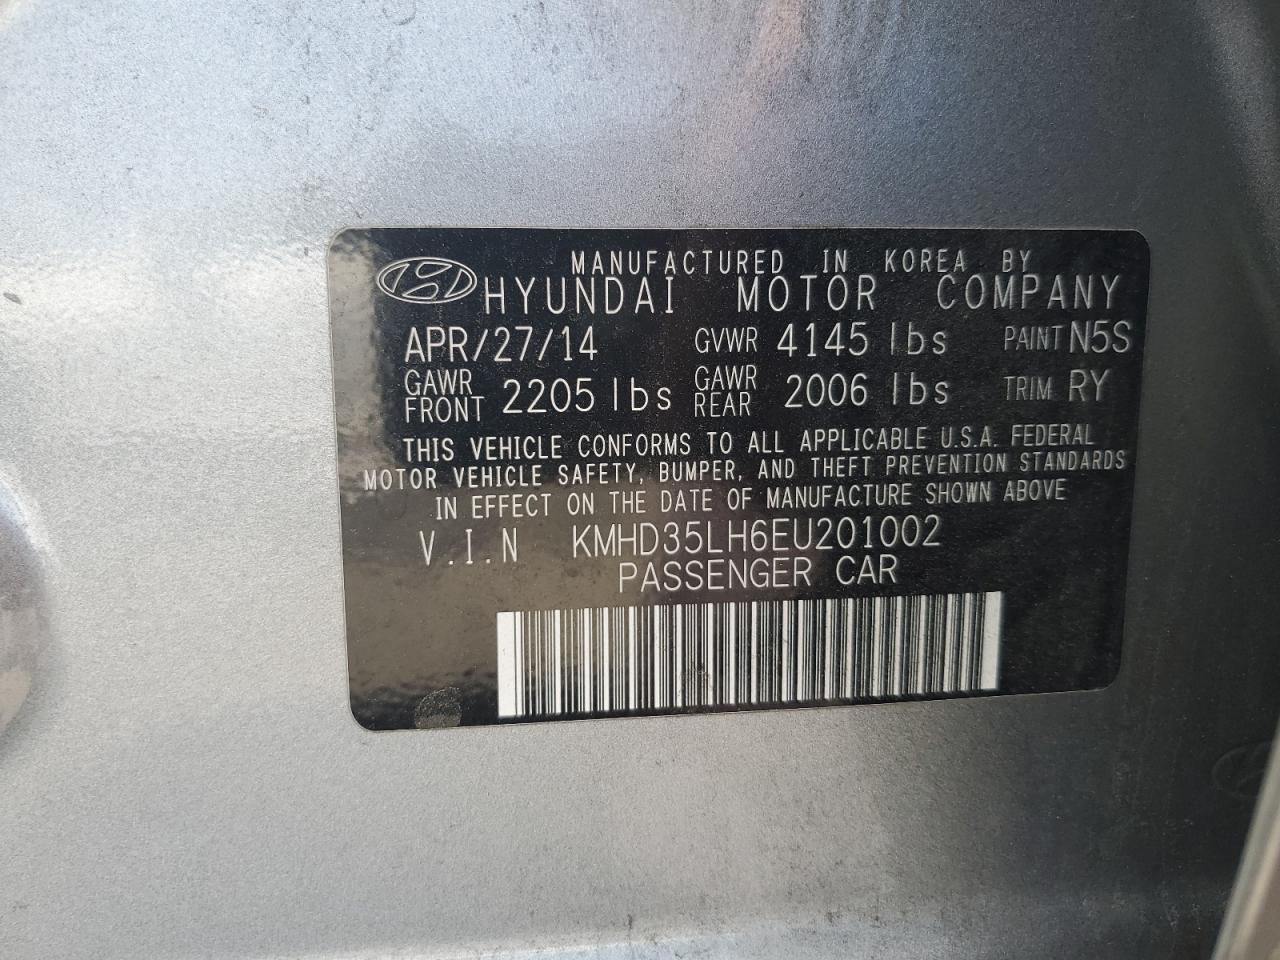 MANUFACTURED IN KOREA BY
HYUNDAI MOTOR COMPANY
APR/27/14 GVWR 4145 lbs PAINT N5S
GAWR FRONT 2205 lbs GAWR REAR 2006 lbs TRIM RY
THIS VEHICLE CONFORMS TO ALL APPLICABLE U.S.A. FEDERAL
MOTOR VEHICLE SAFETY, BUMPER, AND THEFT PREVENTION STANDARDS
IN EFFECT ON THE DATE OF MANUFACTURE SHOWN ABOVE
V.I.N KMHD35LH6EU201002
PASSENGER CAR